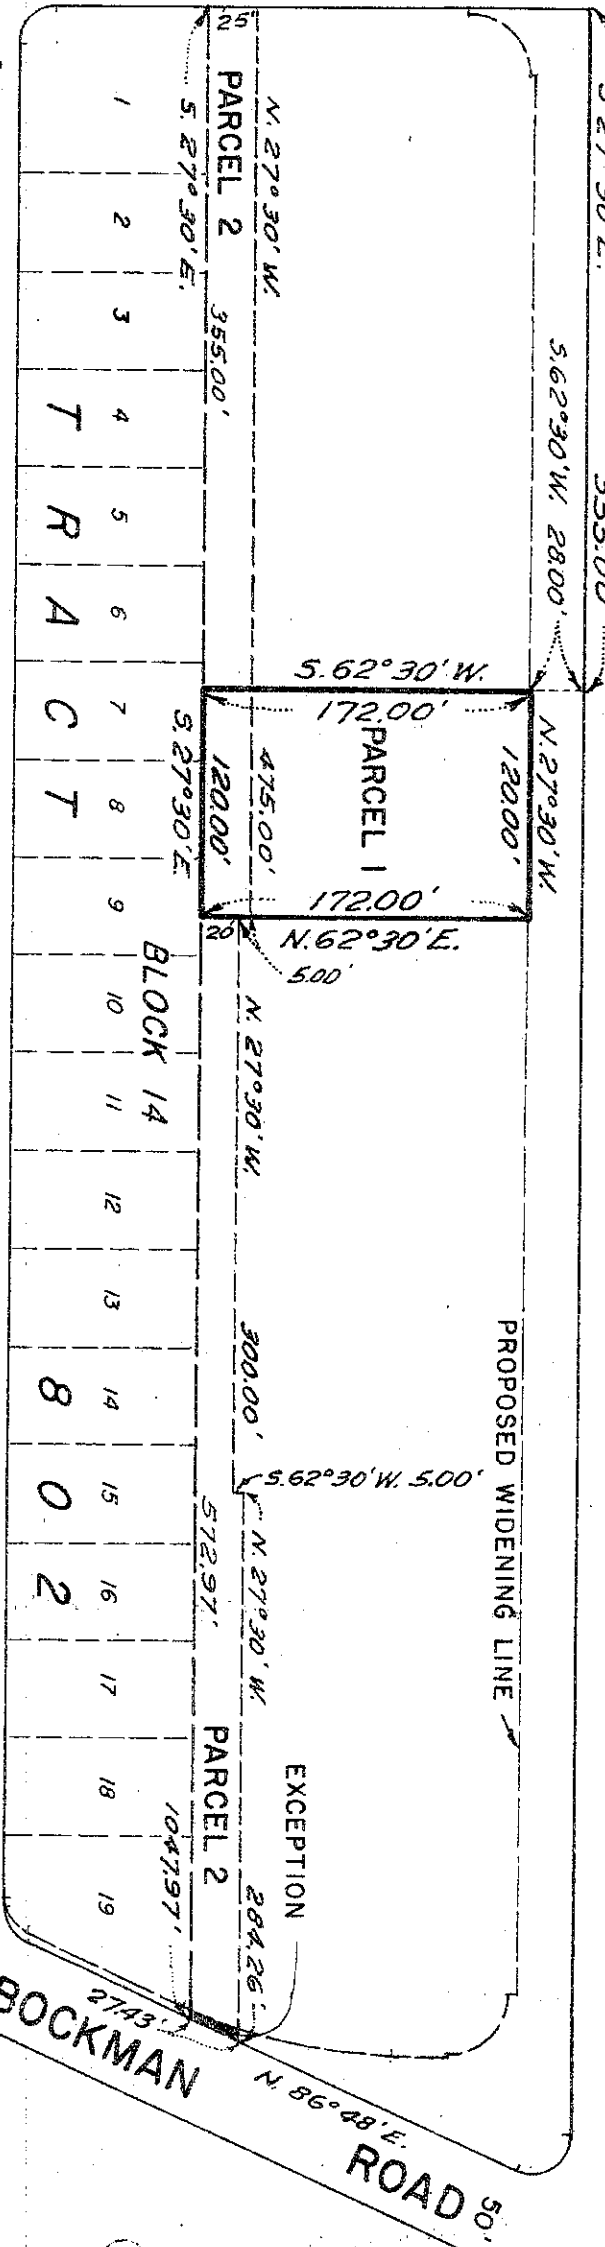 S. 27° 30' E. 355.00'
S. 62° 30' W. 28.00'
25'
PARCEL 2
N. 27° 30' W.
S. 27° 30' E.
355.00'
1 2 3 4 5 6 7 8 9 10 11 12 13 14 15 16 17 18 19
TRACT 802
BLOCK 14
S. 62° 30' W.
172.00'
N. 27° 30' W.
120.00'
PARCEL 1
475.00'
120.00'
S. 27° 30' E.
172.00'
N. 62° 30' E.
20'
5.00'
N. 27° 30' W.
300.00'
PROPOSED WIDENING LINE
S. 62° 30' W. 5.00'
N. 27° 30' W.
572.97'
PARCEL 2
EXCEPTION
284.26'
1047.97'
27.43'
N. 86° 48' E.
BOCKMAN ROAD 50'